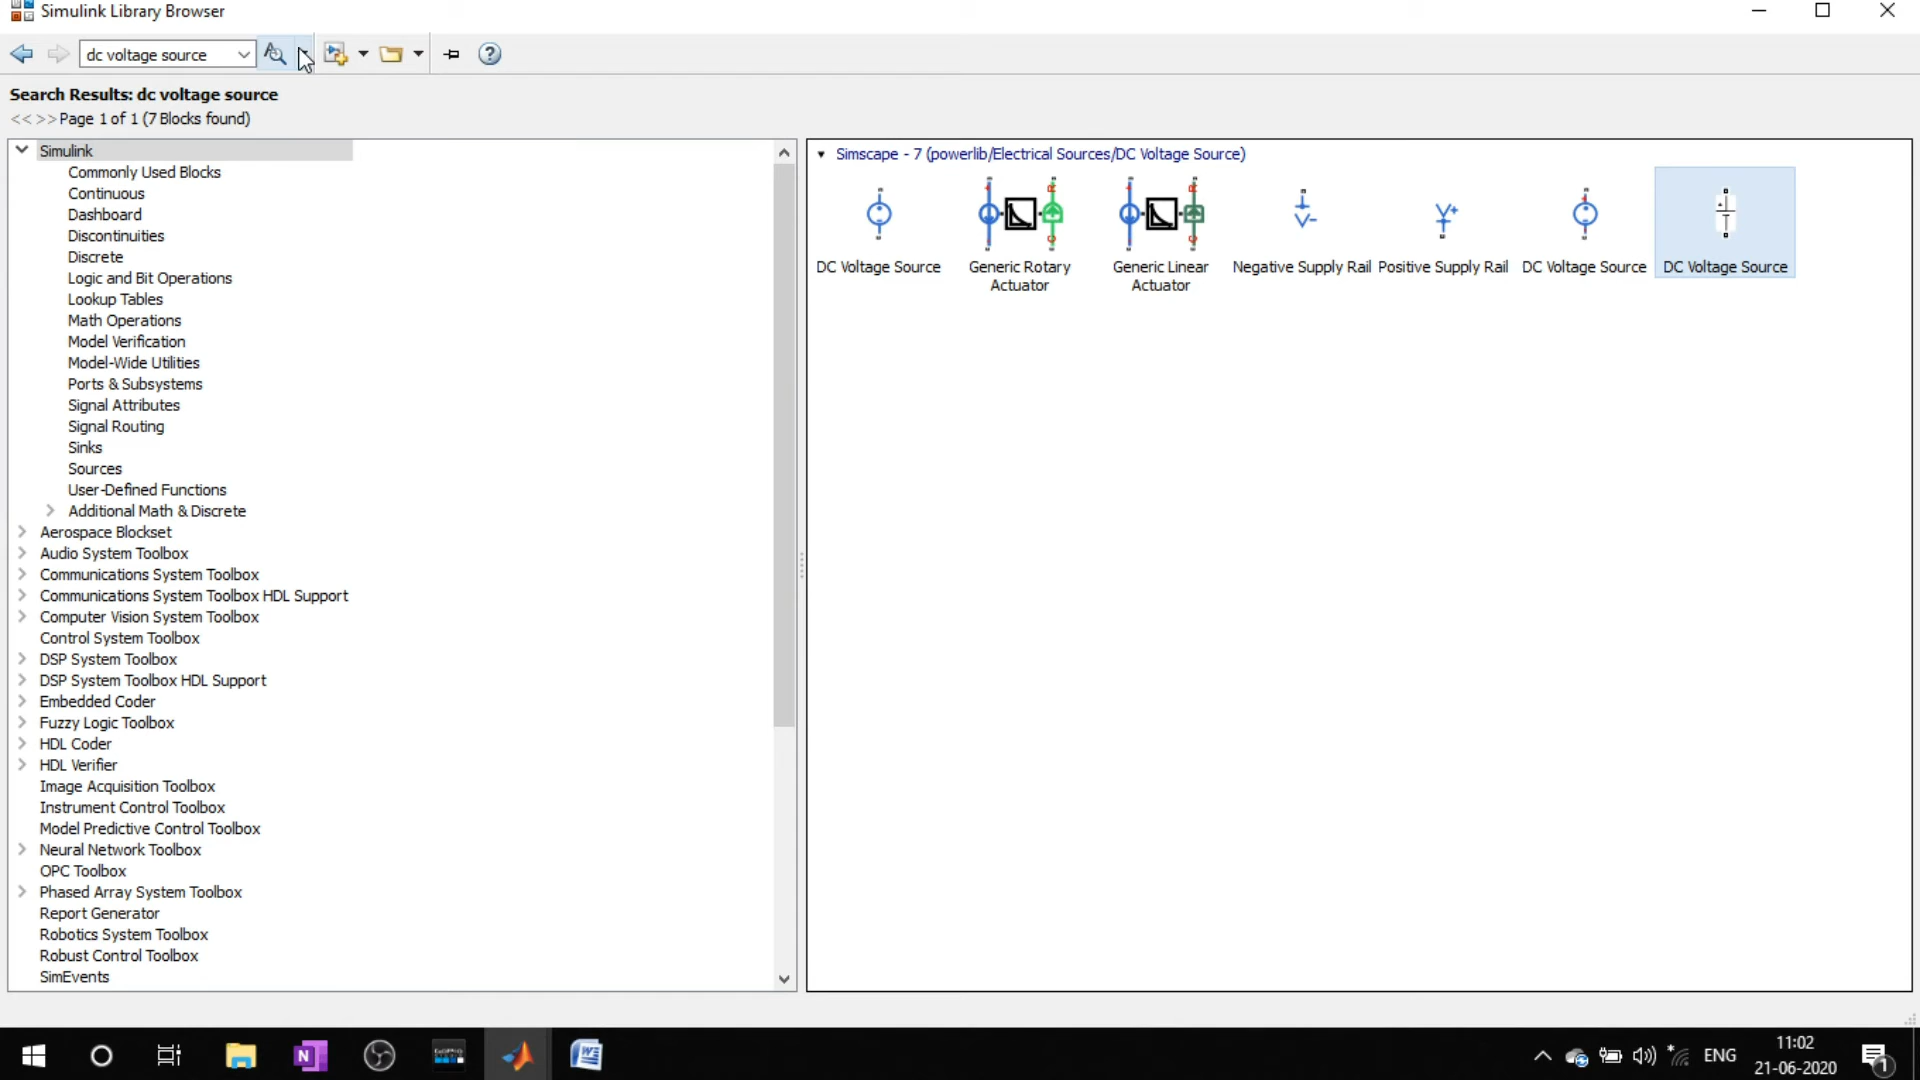 Simulink Library Browser
dc voltage source
Search Results: dc voltage source
<< >> Page 1 of 1 (7 Blocks found)
Simulink
Commonly Used Blocks
Continuous
Dashboard
Discontinuities
Discrete
Logic and Bit Operations
Lookup Tables
Math Operations
Model Verification
Model-Wide Utilities
Ports & Subsystems
Signal Attributes
Signal Routing
Sinks
Sources
User-Defined Functions
Additional Math & Discrete
Aerospace Blockset
Audio System Toolbox
Communications System Toolbox
Communications System Toolbox HDL Support
Computer Vision System Toolbox
Control System Toolbox
DSP System Toolbox
DSP System Toolbox HDL Support
Embedded Coder
Fuzzy Logic Toolbox
HDL Coder
HDL Verifier
Image Acquisition Toolbox
Instrument Control Toolbox
Model Predictive Control Toolbox
Neural Network Toolbox
OPC Toolbox
Phased Array System Toolbox
Report Generator
Robotics System Toolbox
Robust Control Toolbox
SimEvents
Simscape - 7 (powerlib/Electrical Sources/DC Voltage Source)
V-
V+
DC Voltage Source
Generic Rotary
Actuator
Generic Linear
Actuator
Negative Supply Rail
Positive Supply Rail
DC Voltage Source
DC Voltage Source
ENG
11:02
21-06-2020
1